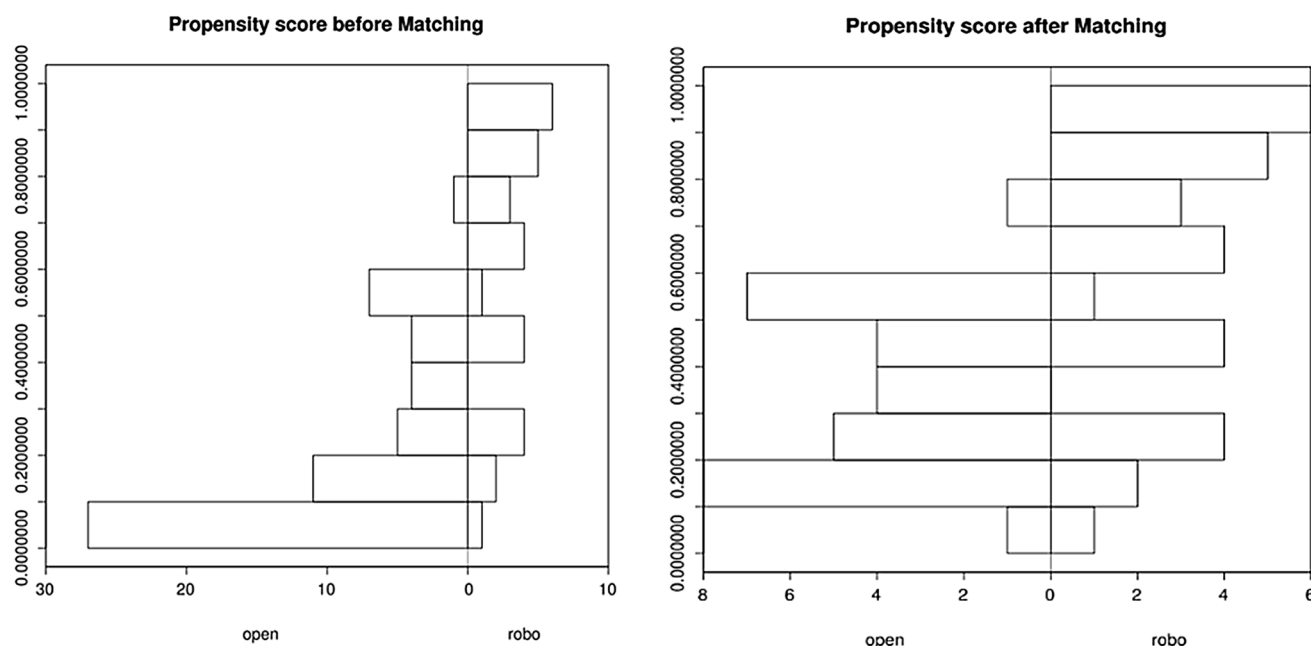 Propensity score before Matching
1.0000000
0.8000000
0.6000000
0.4000000
0.2000000
0.0000000
30 20 10 0 10
open robo
Propensity score after Matching
1.0000000
0.8000000
0.6000000
0.4000000
0.2000000
0.0000000
8 6 4 2 0 2 4 6
open robo